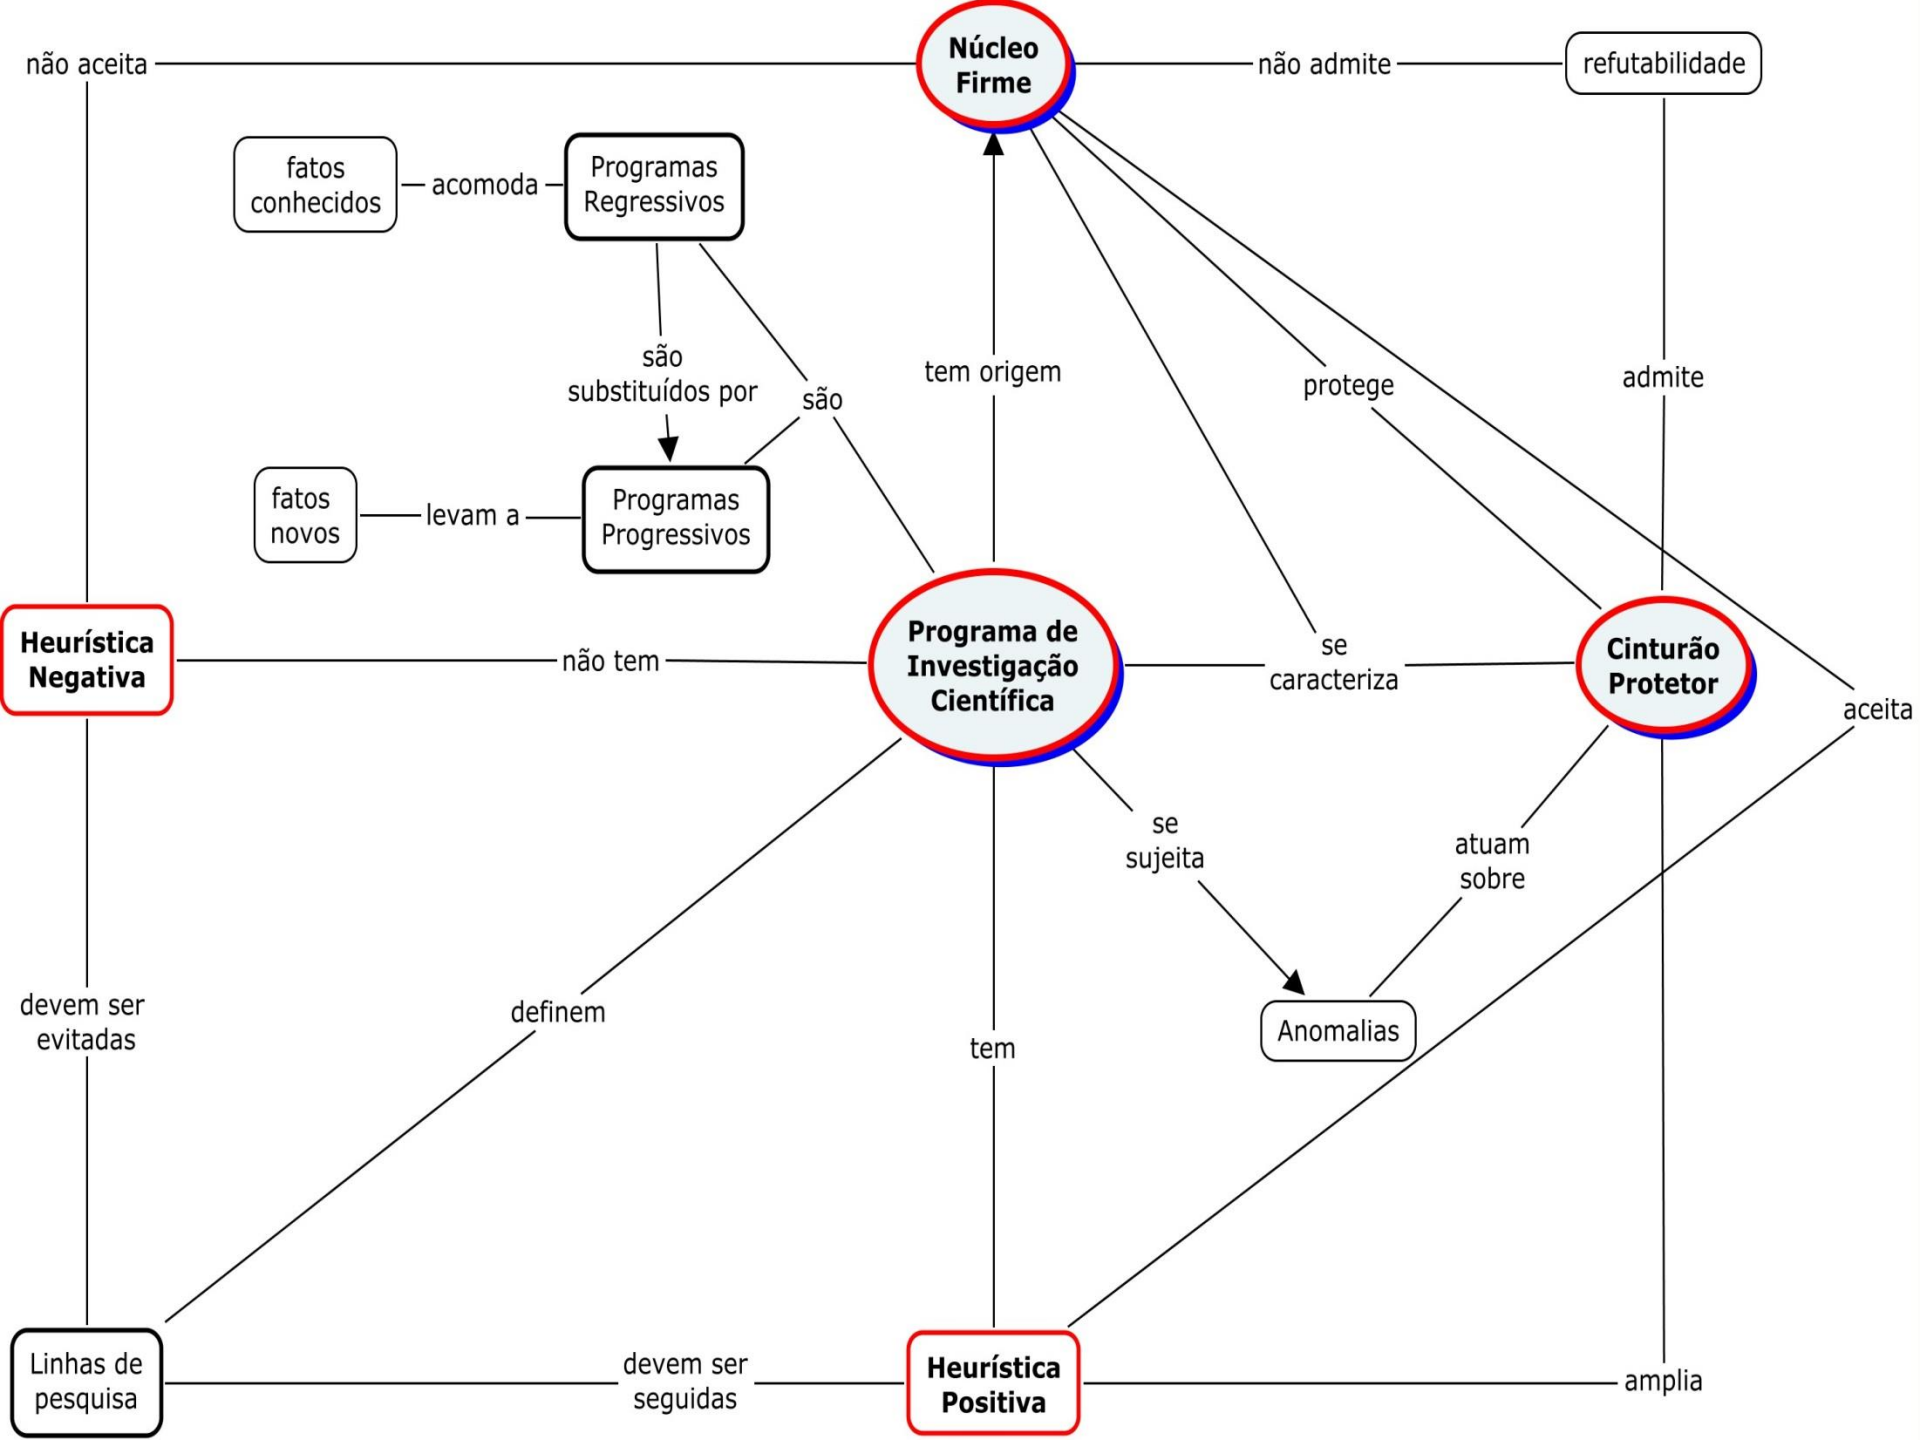 Núcleo
Firme
não aceita
não admite
refutabilidade
fatos
conhecidos
acomoda
Programas
Regressivos
são
substituídos por
são
tem origem
protege
admite
fatos
novos
levam a
Programas
Progressivos
Heurística
Negativa
não tem
Programa de
Investigação
Científica
se
caracteriza
Cinturão
Protetor
aceita
se
sujeita
atuam
sobre
devem ser
evitadas
definem
tem
Anomalias
Linhas de
pesquisa
devem ser
seguidas
Heurística
Positiva
amplia